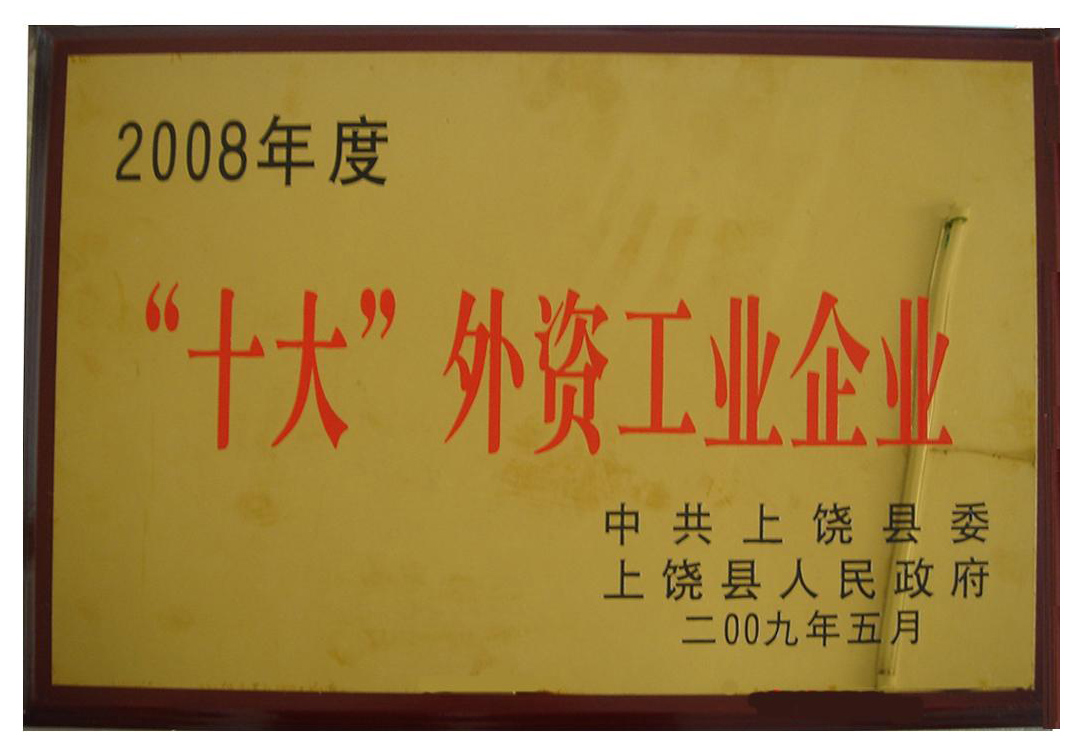 2008年度
“十大”外资工业企业
中共上饶县委
上饶县人民政府
二00九年五月